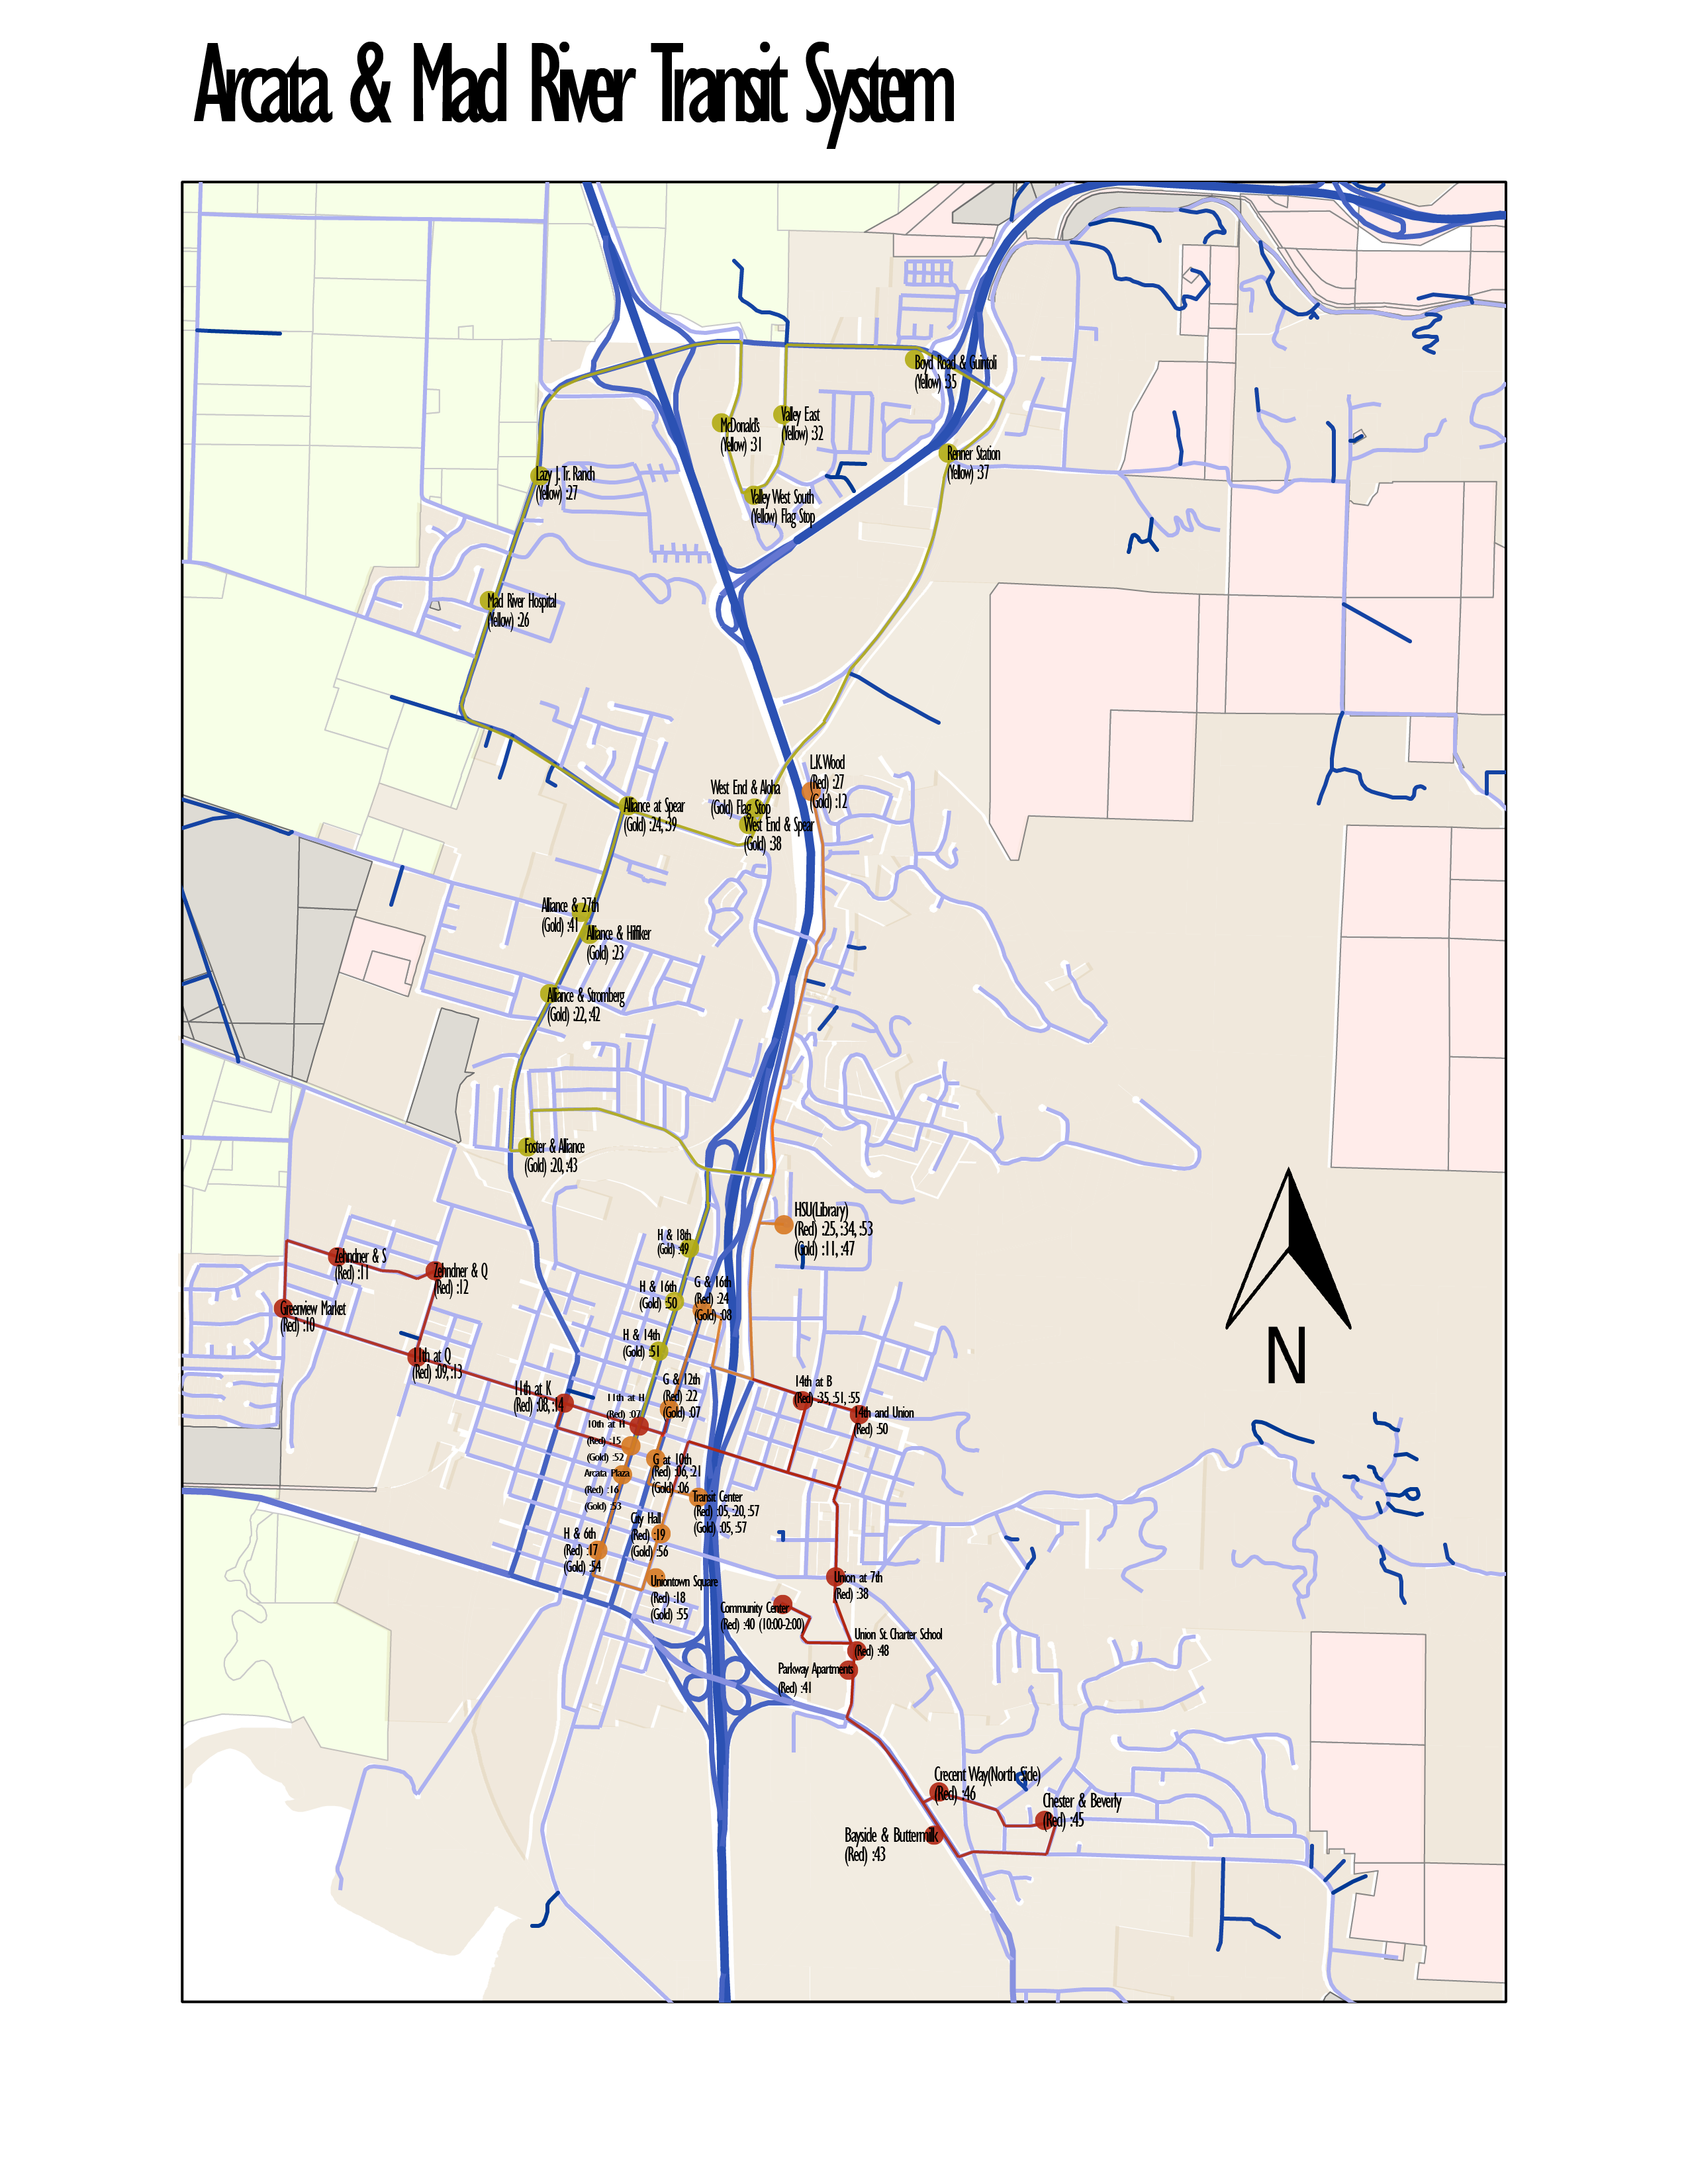 Arcata & Mad River Transit System
Boyd Road & Guintoli
(Yellow) :35
Valley East
(Yellow) :32
McDonald's
(Yellow) :31
Renner Station
(Yellow) :37
Lazy J. Tr. Ranch
(Yellow) :27
Valley West South
(Yellow) Flag Stop
Mad River Hospital
(Yellow) :26
L.K.Wood
(Red) :27
(Gold) :12
West End & Aloha
(Gold) Flag Stop
West End & Spear
(Gold) :38
Alliance at Spear
(Gold) :24, :39
Alliance & 27th
(Gold) :41
Alliance & Hilfiker
(Gold) :23
Alliance & Stromberg
(Gold) :22, :42
Foster & Alliance
(Gold) :20, :43
HSU(Library)
(Red) :25, :34, :53
(Gold) :11, :47
H & 18th
(Gold) :49
Zehndner & S
(Red) :11
Zehndner & Q
(Red) :12
H & 16th
(Gold) :50
G & 16th
(Red) :24
(Gold) :08
Greenview Market
(Red) :10
H & 14th
(Gold) :51
11th at Q
(Red) :09, :13
G & 12th
(Red) :22
(Gold) :07
14th at B
(Red) :35, :51, :55
11th at K
(Red) :08, :14
11th at H
(Red) :07
14th and Union
(Red) :50
10th at H
(Red) :15
(Gold) :52
G at 10th
(Red) :06, :21
(Gold) :06
Arcata Plaza
(Red) :16
(Gold) :53
Transit Center
(Red) :05, :20, :57
(Gold) :05, :57
City Hall
(Red) :19
(Gold) :56
H & 6th
(Red) :17
(Gold) :54
Uniontown Square
(Red) :18
(Gold) :55
Union at 7th
(Red) :38
Community Center
(Red) :40 (10:00-2:00)
Union St. Charter School
(Red) :48
Parkway Apartments
(Red) :41
Crecent Way(North Side)
(Red) :46
Chester & Beverly
(Red) :45
Bayside & Buttermilk
(Red) :43
N